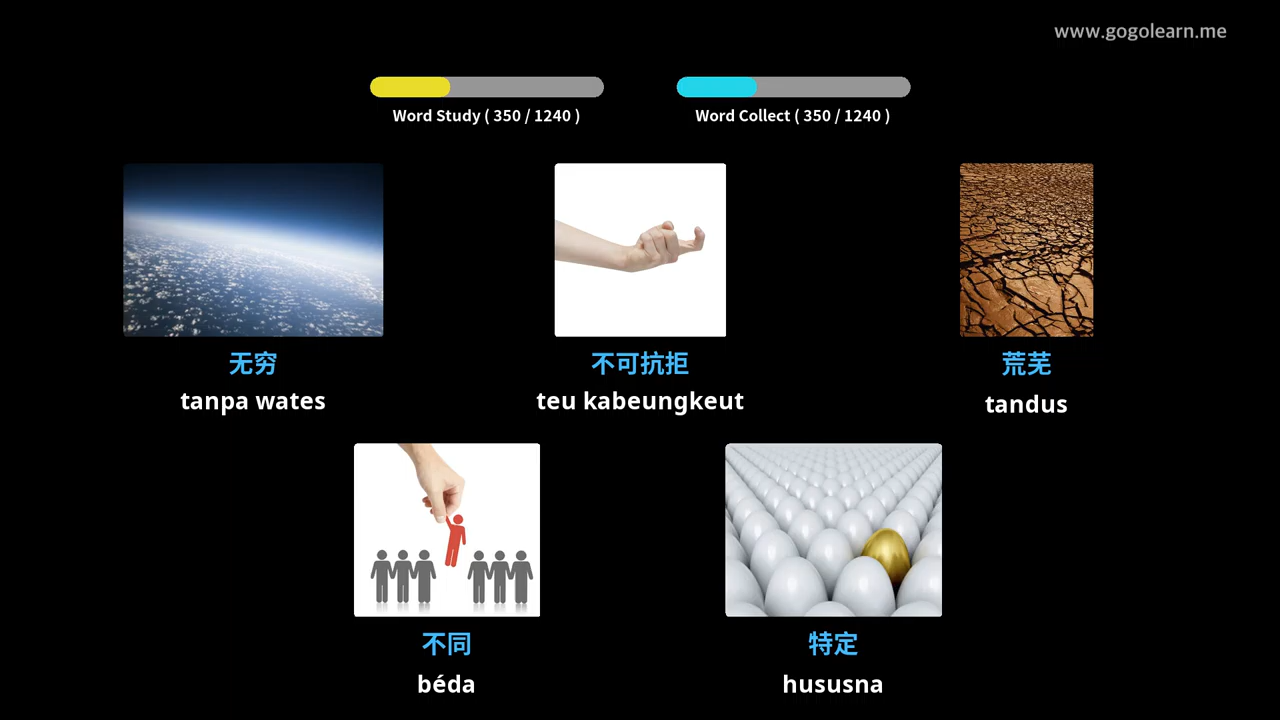 www.gogolearn.me
Word Study ( 350 / 1240 )
Word Collect ( 350 / 1240 )
无穷
tanpa wates
不可抗拒
teu kabeungkeut
荒芜
tandus
不同
béda
特定
hususna